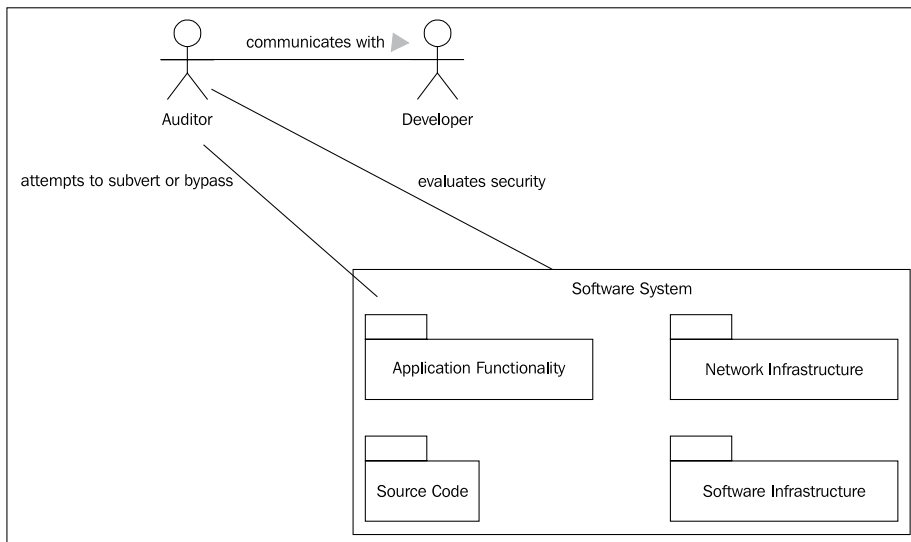 communicates with
Auditor
Developer
attempts to subvert or bypass
evaluates security
Software System
Application Functionality
Network Infrastructure
Source Code
Software Infrastructure